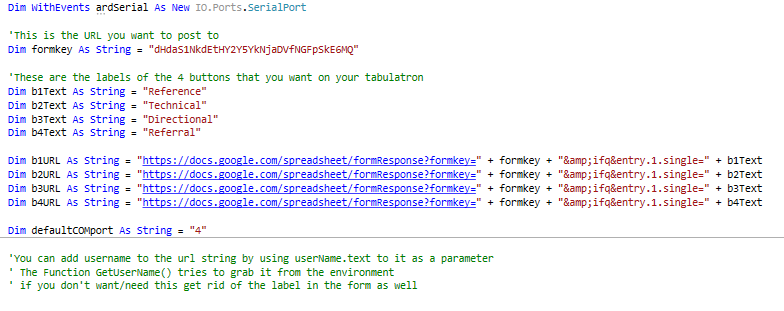 Dim WithEvents ardSerial As New IO.Ports.SerialPort
'This is the URL you want to post to
Dim formkey As String = "dHdaS1NkdEtHY2Y5YkNjaDVfNGFpSkE6MQ"
'These are the labels of the 4 buttons that you want on your tabulatron
Dim b1Text As String = "Reference"
Dim b2Text As String = "Technical"
Dim b3Text As String = "Directional"
Dim b4Text As String = "Referral"
Dim b1URL As String = "https://docs.google.com/spreadsheet/formResponse?formkey=" + formkey + "&amp;ifq&entry.1.single=" + b1Text
Dim b2URL As String = "https://docs.google.com/spreadsheet/formResponse?formkey=" + formkey + "&amp;ifq&entry.1.single=" + b2Text
Dim b3URL As String = "https://docs.google.com/spreadsheet/formResponse?formkey=" + formkey + "&amp;ifq&entry.1.single=" + b3Text
Dim b4URL As String = "https://docs.google.com/spreadsheet/formResponse?formkey=" + formkey + "&amp;ifq&entry.1.single=" + b4Text
Dim defaultCOMport As String = "4"
'You can add username to the url string by using userName.text to it as a parameter
' The Function GetUserName() tries to grab it from the environment
' if you don't want/need this get rid of the label in the form as well